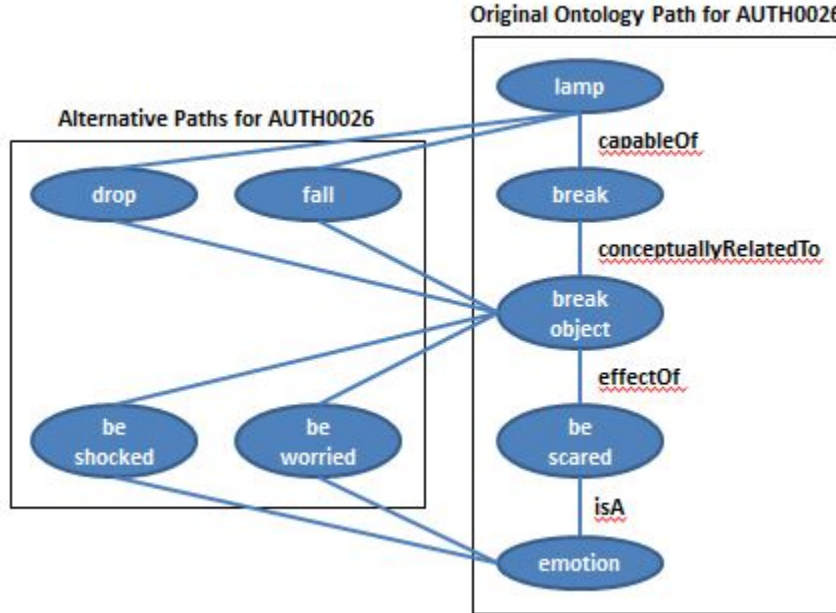 Original Ontology Path for AUTH0026
lamp
Alternative Paths for AUTH0026
capableOf
drop
fall
break
conceptuallyRelatedTo
break
object
effectOf
be
shocked
be
worried
be
scared
isA
emotion